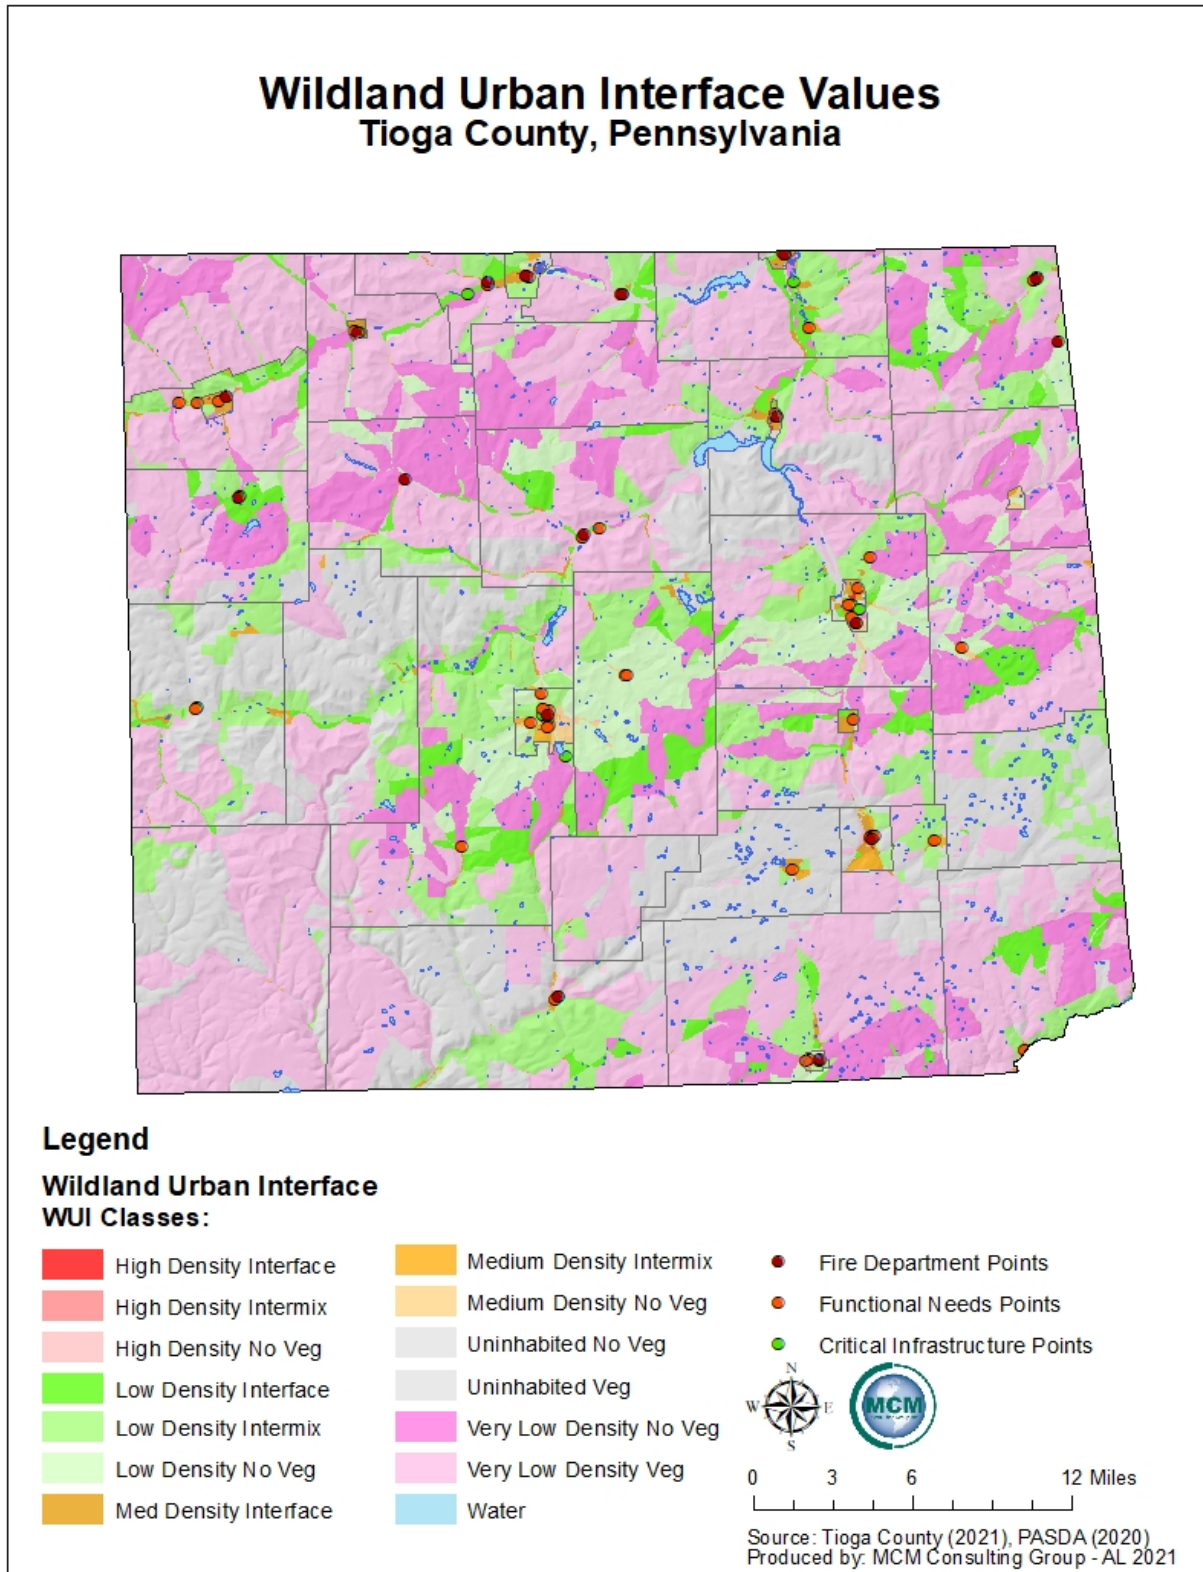 Wildland Urban Interface Values
Tioga County, Pennsylvania
Legend
Wildland Urban Interface
WUI Classes:
High Density Interface
High Density Intermix
High Density No Veg
Low Density Interface
Low Density Intermix
Low Density No Veg
Med Density Interface
Medium Density Intermix
Medium Density No Veg
Uninhabited No Veg
Uninhabited Veg
Very Low Density No Veg
Very Low Density Veg
Water
Fire Department Points
Functional Needs Points
Critical Infrastructure Points
N
W E
S
MCM
0 3 6 12 Miles
Source: Tioga County (2021), PASDA (2020)
Produced by: MCM Consulting Group - AL 2021